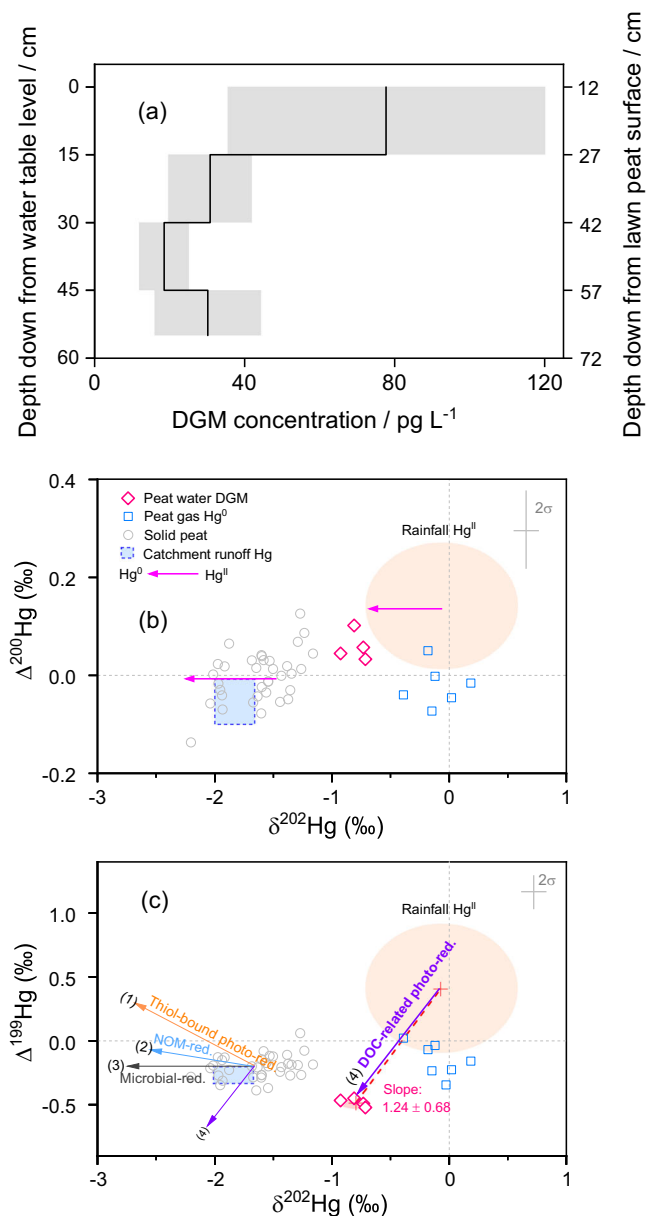 (a)
Depth down from water table level / cm
0
15
30
45
60
Depth down from lawn peat surface / cm
12
27
42
57
72
0 40 80 120
DGM concentration / pg L⁻¹
(b)
Peat water DGM
Peat gas Hg⁰
Solid peat
Catchment runoff Hg
Hg⁰ Hgᴵᴵ
Rainfall Hgᴵᴵ
2σ
Δ²⁰⁰Hg (‰)
0.4
0.2
0.0
-0.2
-3 -2 -1 0 1
δ²⁰²Hg (‰)
(c)
Rainfall Hgᴵᴵ
2σ
Δ¹⁹⁹Hg (‰)
1.0
0.5
0.0
-0.5
(1)
Thiol-bound photo-red.
(2)
NOM-red.
(3)
Microbial-red.
(4)
(4) DOC-related photo-red.
Slope:
1.24 ± 0.68
-3 -2 -1 0 1
δ²⁰²Hg (‰)